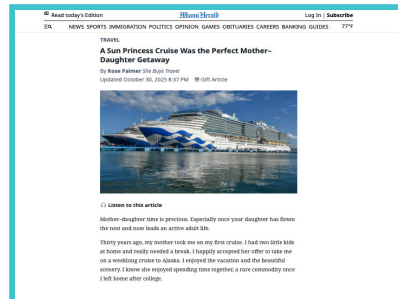 Read today's Edition
Miami Herald
Log In | Subscribe
NEWS SPORTS IMMIGRATION POLITICS OPINION GAMES OBITUARIES CAREERS BANKING GUIDES 77°F
TRAVEL
A Sun Princess Cruise Was the Perfect Mother–
Daughter Getaway
By Rose Palmer She Buys Travel
Updated October 30, 2025 8:37 PM Gift Article
Listen to this article
Mother-daughter time is precious. Especially once your daughter has flown
the nest and now leads an active adult life.
Thirty years ago, my mother took me on my first cruise. I had two little kids
at home and really needed a break. I happily accepted her offer to take me
on a weeklong cruise to Alaska. I enjoyed the vacation and the beautiful
scenery. I know she enjoyed spending time together, a rare commodity once
I left home after college.